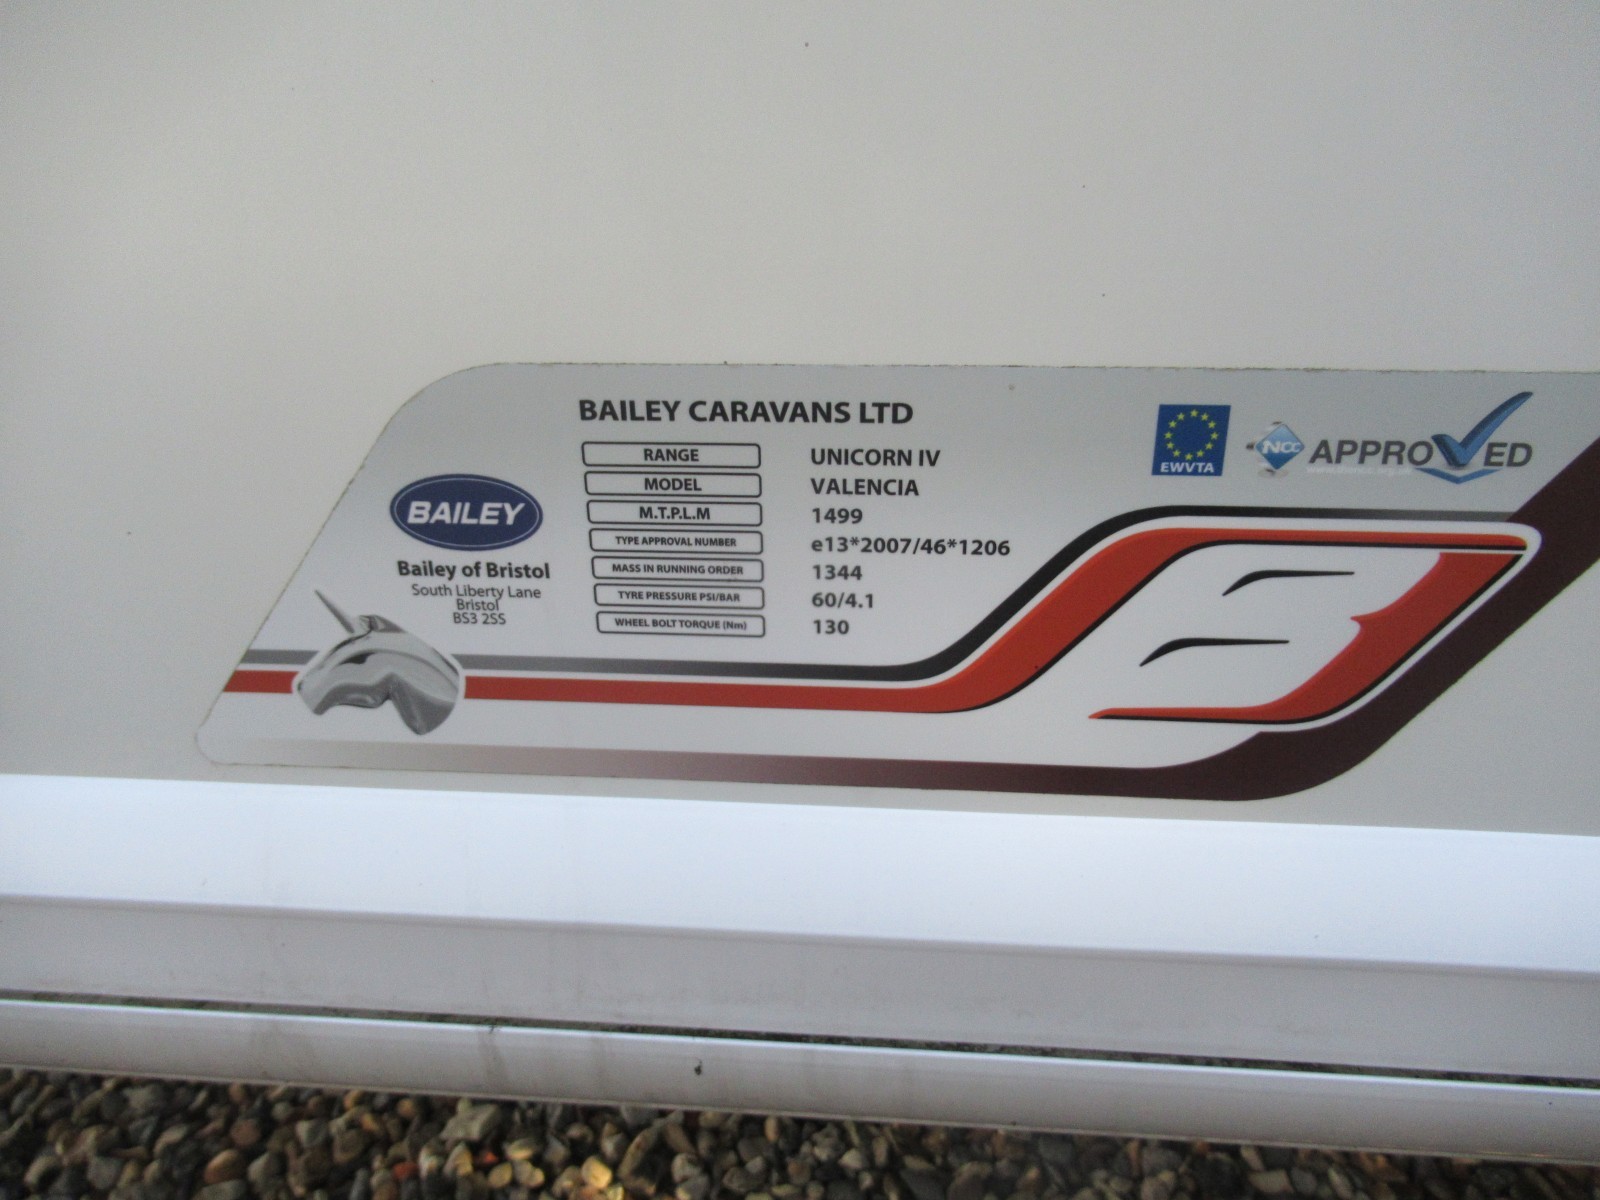 BAILEY CARAVANS LTD
RANGE UNICORN IV
MODEL VALENCIA
M.T.P.L.M 1499
TYPE APPROVAL NUMBER e13*2007/46*1206
MASS IN RUNNING ORDER 1344
TYRE PRESSURE PSI/BAR 60/4.1
WHEEL BOLT TORQUE (Nm) 130
BAILEY
Bailey of Bristol
South Liberty Lane
Bristol
BS3 2SS
EWVTA
NCC APPROVED